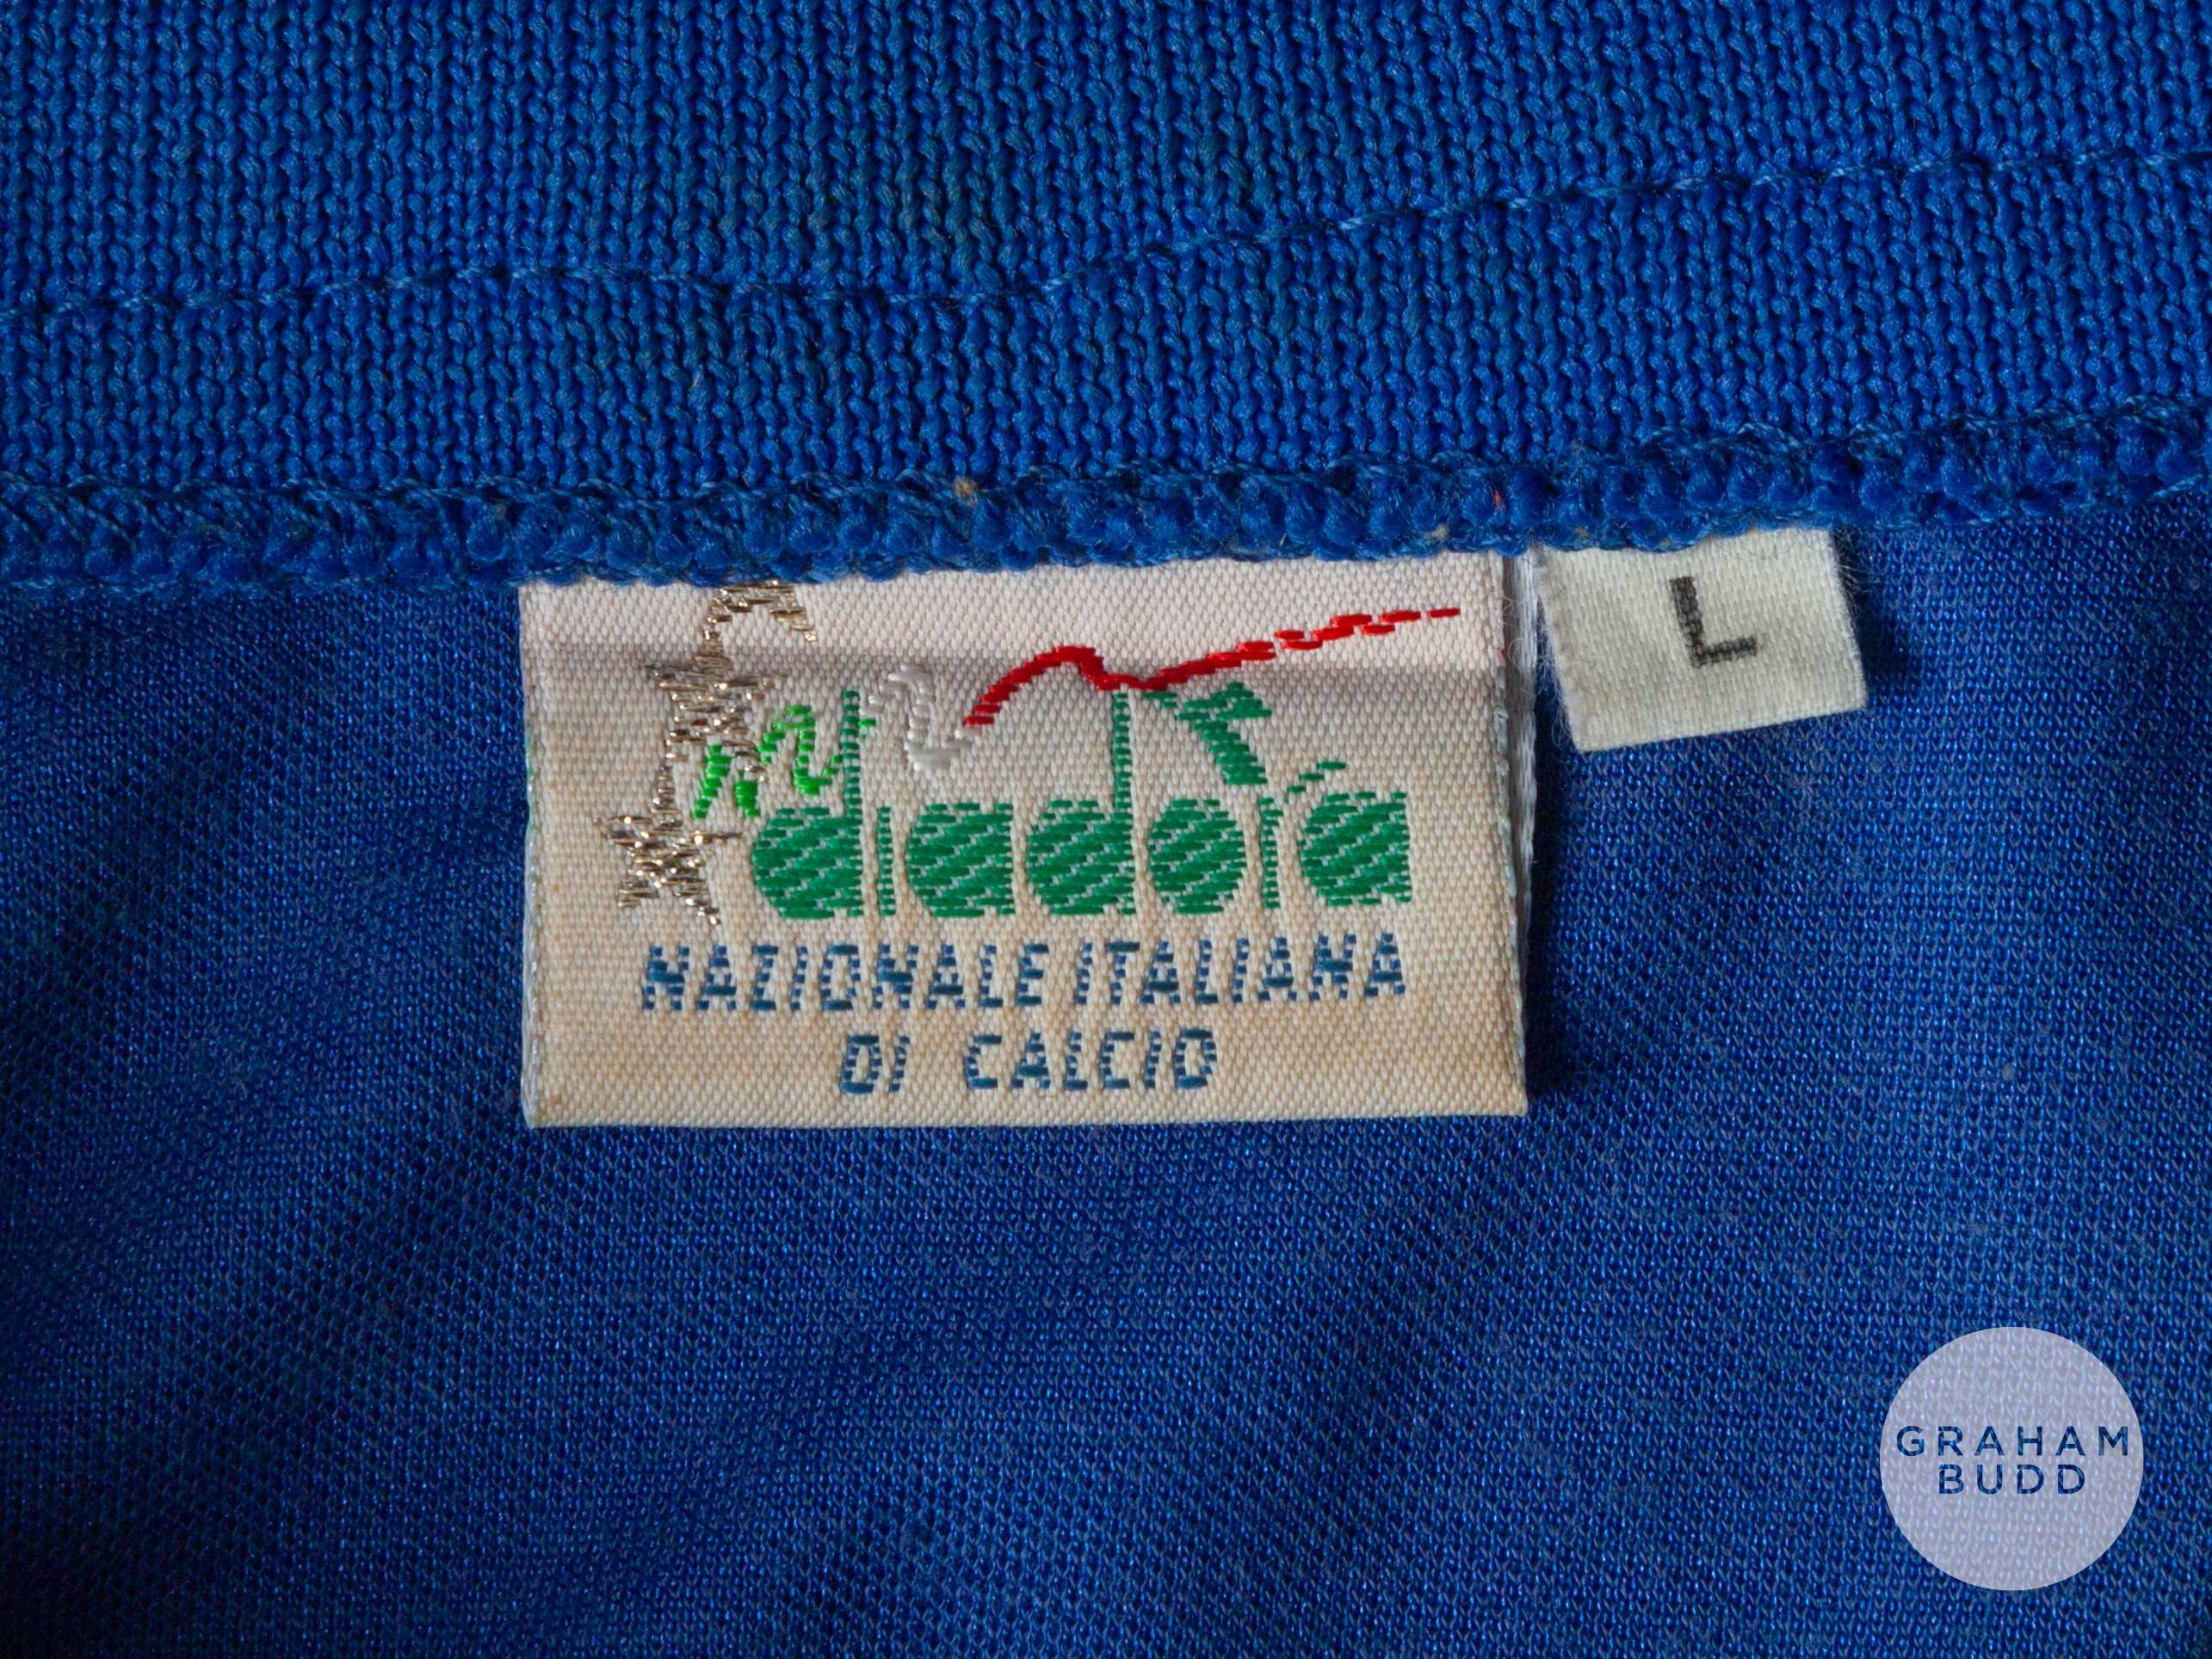 L
diadora
NAZIONALE ITALIANA
DI CALCIO
GRAHAM
BUDD